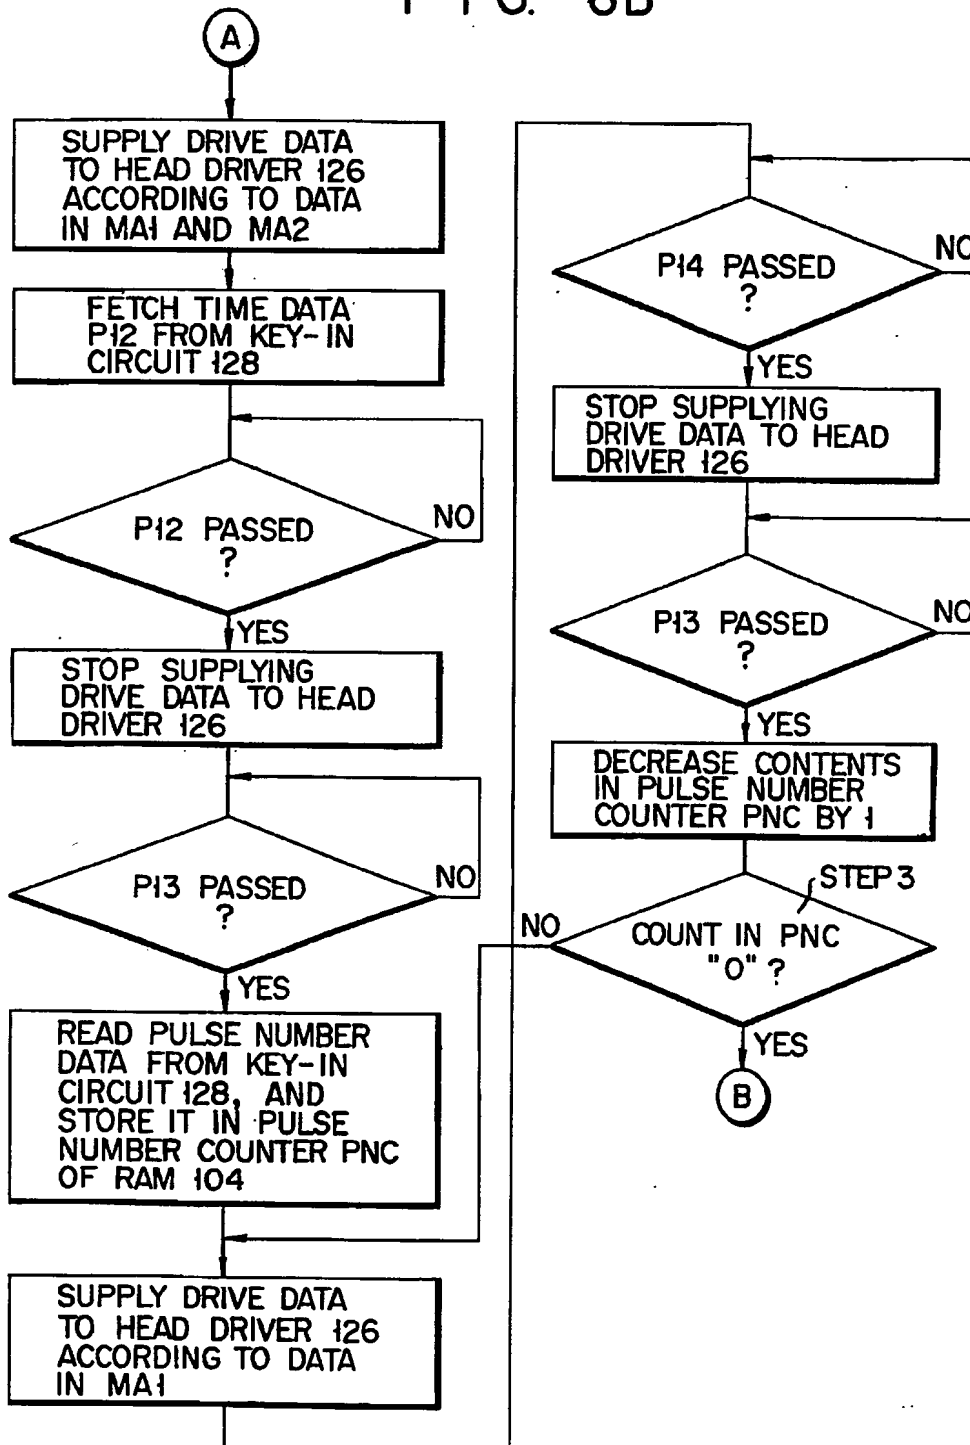 FIG. 8B
A
SUPPLY DRIVE DATA
TO HEAD DRIVER 126
ACCORDING TO DATA
IN MA1 AND MA2
FETCH TIME DATA
P12 FROM KEY-IN
CIRCUIT 128
P12 PASSED
?
NO
YES
STOP SUPPLYING
DRIVE DATA TO HEAD
DRIVER 126
P13 PASSED
?
NO
YES
READ PULSE NUMBER
DATA FROM KEY-IN
CIRCUIT 128, AND
STORE IT IN PULSE
NUMBER COUNTER PNC
OF RAM 104
SUPPLY DRIVE DATA
TO HEAD DRIVER 126
ACCORDING TO DATA
IN MA1
P14 PASSED
?
NO
YES
STOP SUPPLYING
DRIVE DATA TO HEAD
DRIVER 126
P13 PASSED
?
NO
YES
DECREASE CONTENTS
IN PULSE NUMBER
COUNTER PNC BY 1
STEP 3
COUNT IN PNC
"0" ?
NO
YES
B